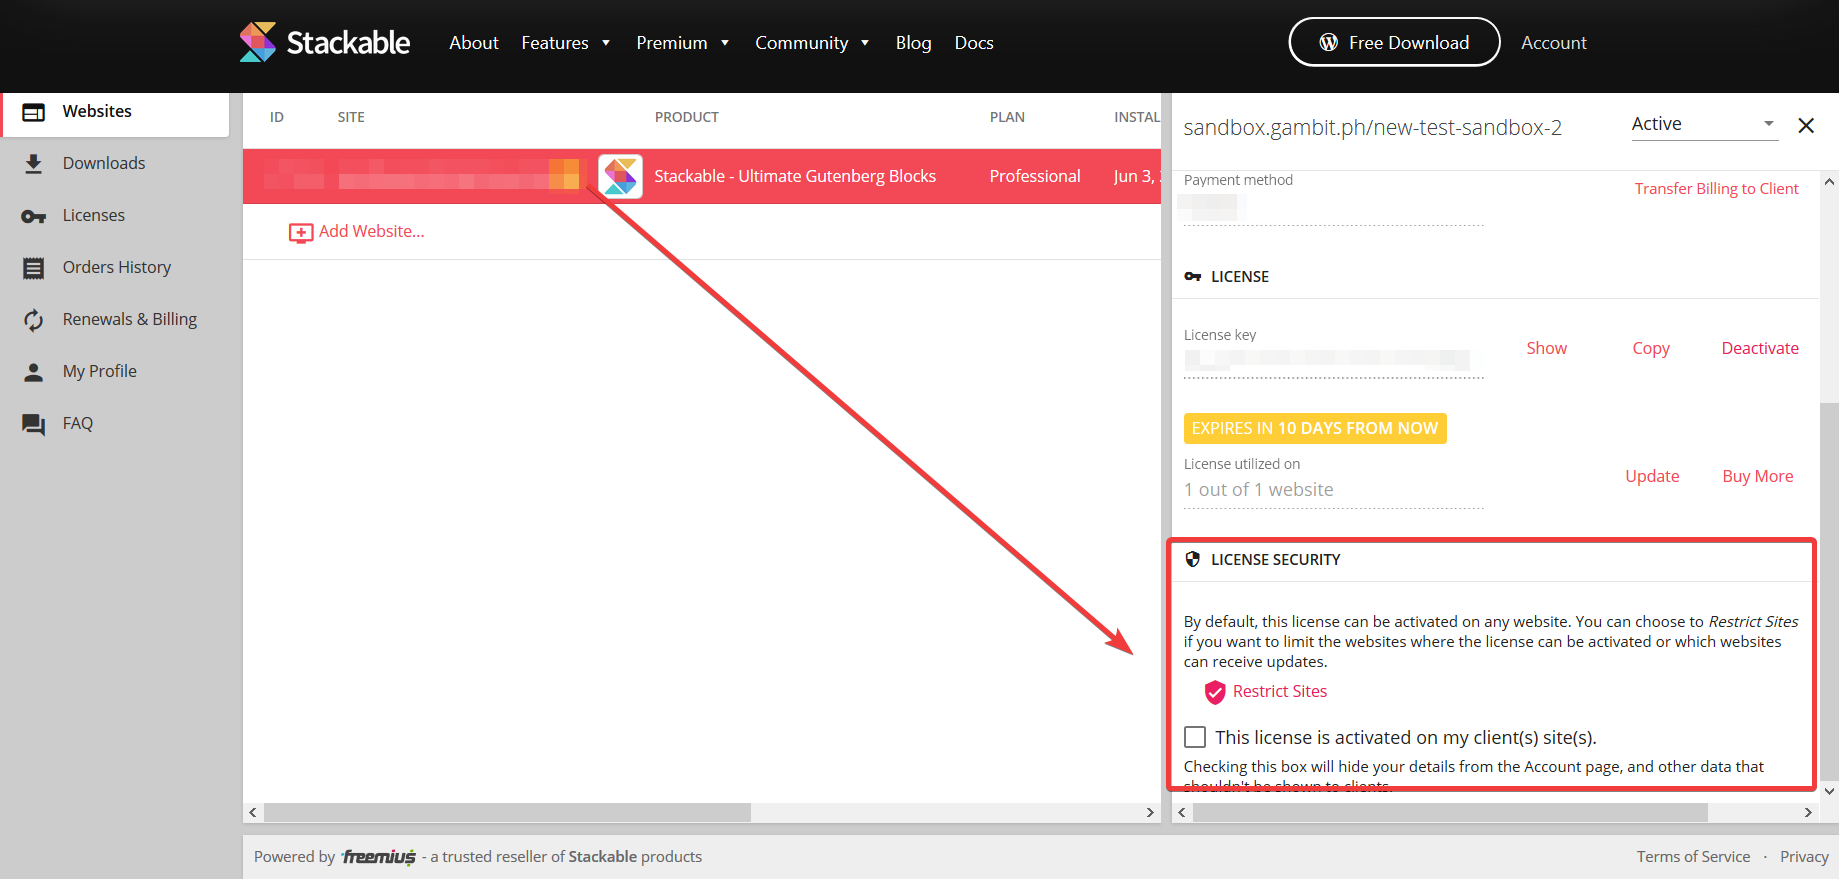 Stackable
About
Features
Premium
Community
Blog
Docs
Free Download
Account
Websites
Downloads
Licenses
Orders History
Renewals & Billing
My Profile
FAQ
ID SITE PRODUCT PLAN INSTAL
Stackable - Ultimate Gutenberg Blocks Professional Jun 3,
Add Website...
sandbox.gambit.ph/new-test-sandbox-2
Active
Payment method
Transfer Billing to Client
LICENSE
License key
Show Copy Deactivate
EXPIRES IN 10 DAYS FROM NOW
License utilized on
1 out of 1 website
Update Buy More
LICENSE SECURITY
By default, this license can be activated on any website. You can choose to Restrict Sites
if you want to limit the websites where the license can be activated or which websites
can receive updates.
Restrict Sites
This license is activated on my client(s) site(s).
Checking this box will hide your details from the Account page, and other data that
shouldn't be shown to clients.
Powered by freemius - a trusted reseller of Stackable products
Terms of Service · Privacy